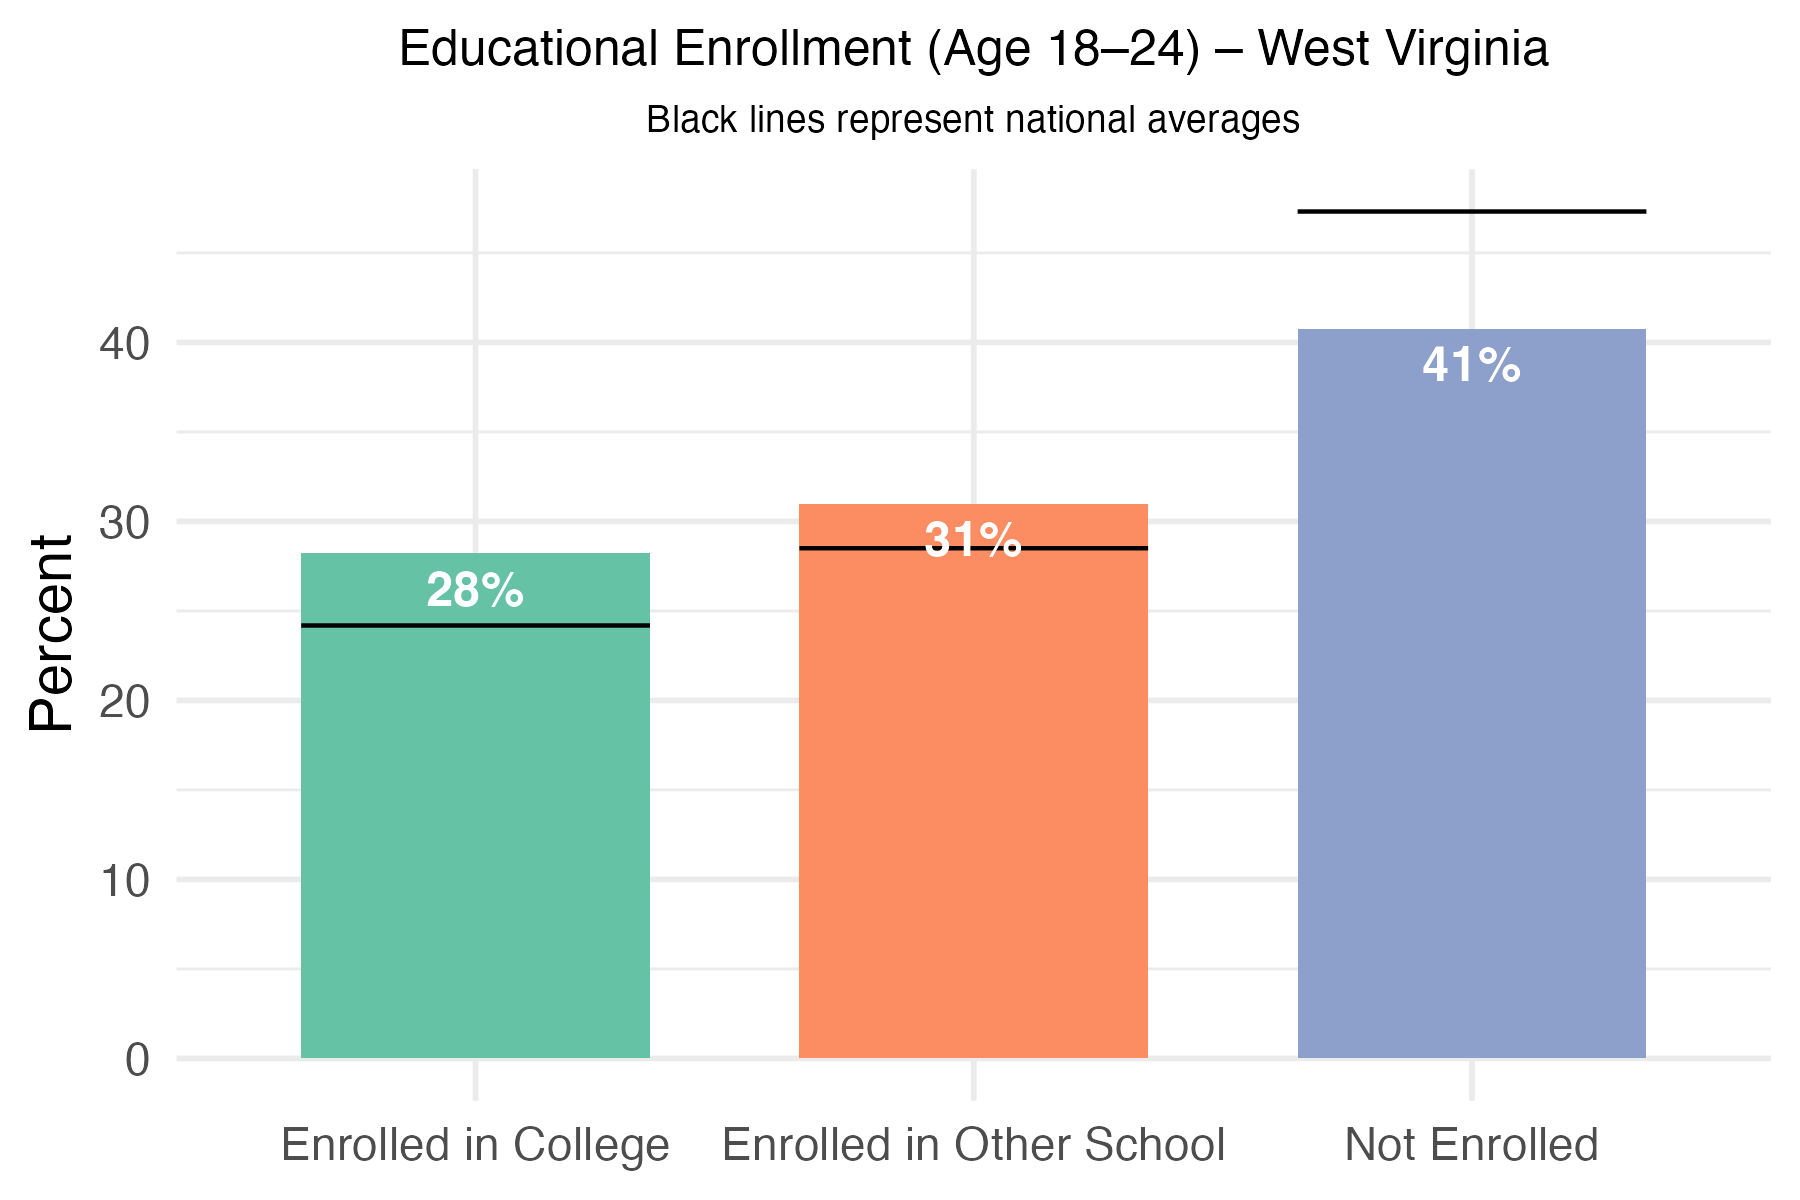 Educational Enrollment (Age 18–24) – West Virginia
Black lines represent national averages
Percent
40
30
20
10
0
28%
31%
41%
Enrolled in College
Enrolled in Other School
Not Enrolled